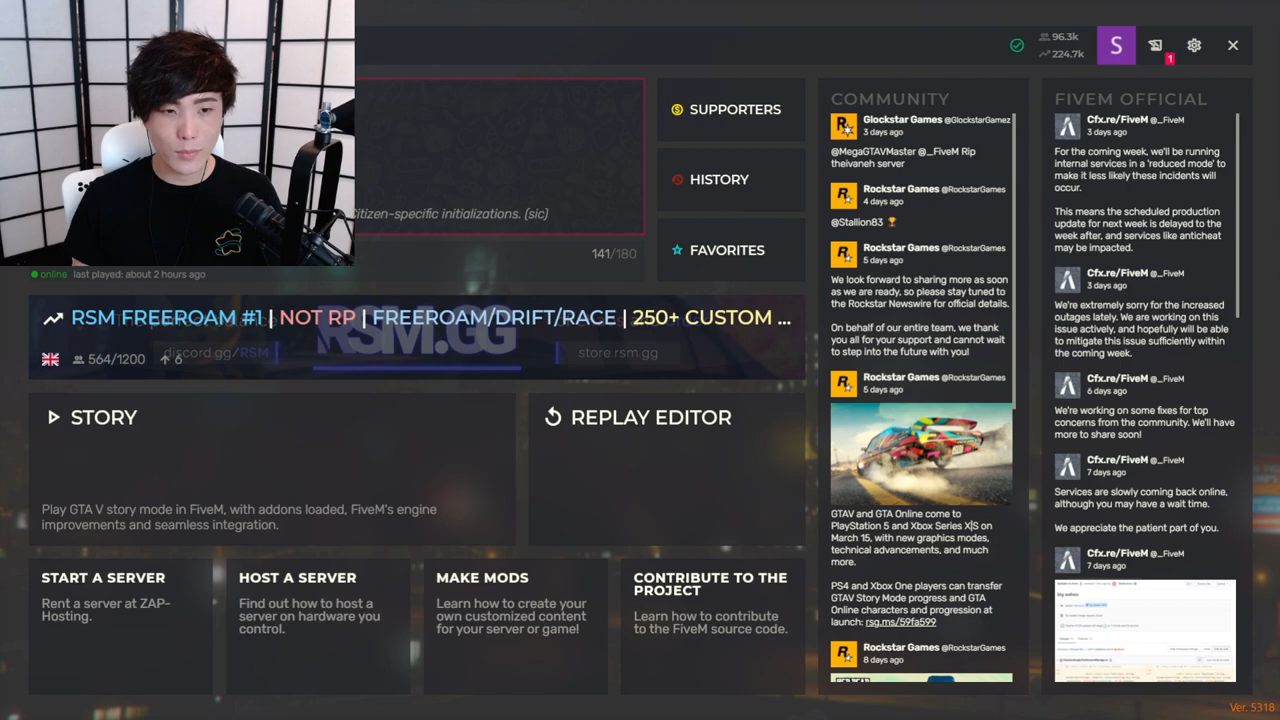 96.3k
224.7k
S
1
Citizen-specific initializations. (sic)
141/180
online last played: about 2 hours ago
SUPPORTERS
HISTORY
FAVORITES
RSM FREEROAM #1 | NOT RP | FREEROAM/DRIFT/RACE | 250+ CUSTOM ...
RSM.GG
discord.gg/RSM
store rsm gg
564/1200 6
STORY
Play GTA V story mode in FiveM, with addons loaded, FiveM's engine
improvements and seamless integration.
REPLAY EDITOR
START A SERVER
Rent a server at ZAP-
Hosting.
HOST A SERVER
Find out how to host a
server on hardware you
control.
MAKE MODS
Learn how to create your
own customized content
for your server or game!
CONTRIBUTE TO THE
PROJECT
Learn how to contribute
to FiveM source code.
COMMUNITY
Glockstar Games @GlockstarGamez
3 days ago
@MegaGTAVMaster @_FiveM Rip
theivaneh server
Rockstar Games @RockstarGames
4 days ago
@Stallion83 🏆
Rockstar Games @RockstarGames
5 days ago
We look forward to sharing more as soon
as we are ready, so please stay tuned to
the Rockstar Newswire for official details.
On behalf of our entire team, we thank
you all for your support and cannot wait
to step into the future with you!
Rockstar Games @RockstarGames
5 days ago
GTAV and GTA Online come to
PlayStation 5 and Xbox Series X|S on
March 15, with new graphics modes,
technical advancements, and much
more.
PS4 and Xbox One players can transfer
GTAV Story Mode progress and GTA
Online characters and progression at
launch: rsg.ms/59fa599
Rockstar Games @RockstarGames
8 days ago
FIVEM OFFICIAL
Cfx.re/FiveM @_FiveM
3 days ago
For the coming week, we'll be running
internal services in a 'reduced mode' to
make it less likely these incidents will
occur.
This means the scheduled production
update for next week is delayed to the
week after, and services like anticheat
may be impacted.
Cfx.re/FiveM @_FiveM
3 days ago
We're extremely sorry for the increased
outages lately. We are working on this
issue actively, and hopefully will be able
to mitigate this issue sufficiently within
the coming week.
Cfx.re/FiveM @_FiveM
6 days ago
We're working on some fixes for top
concerns from the community. We'll have
more to share soon!
Cfx.re/FiveM @_FiveM
7 days ago
Services are slowly coming back online,
although you may have a wait time.
We appreciate the patient part of you.
Cfx.re/FiveM @_FiveM
7 days ago
Ver. 5318